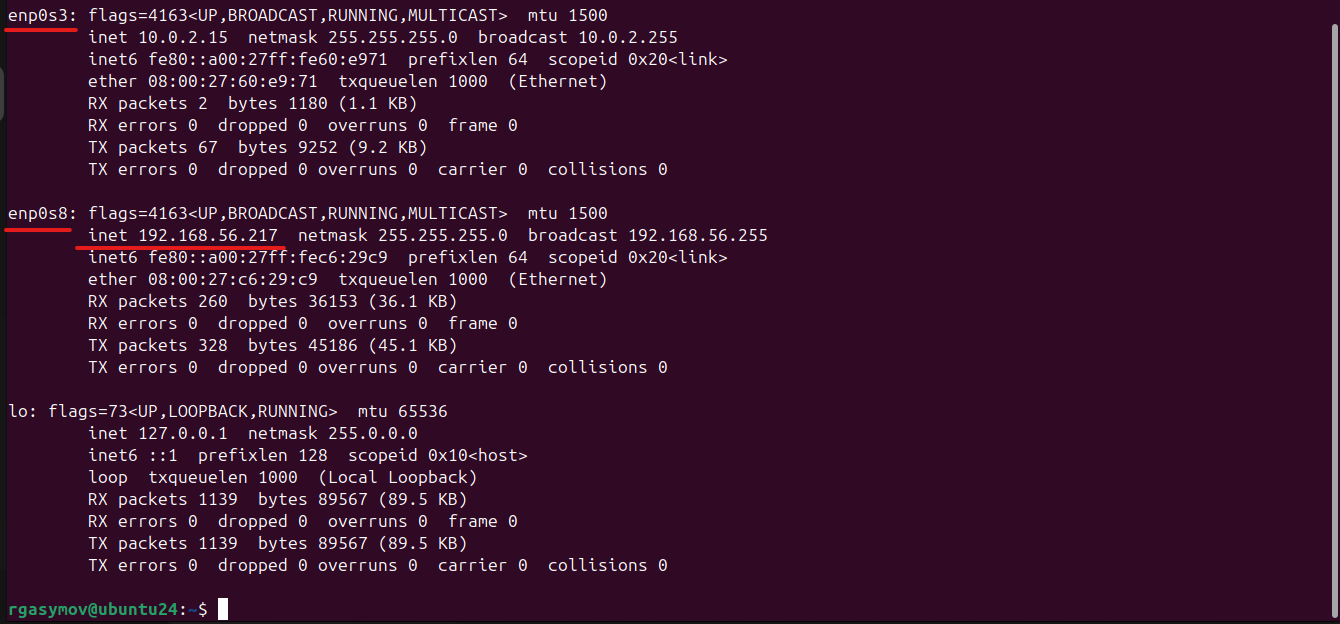 enp0s3: flags=4163<UP,BROADCAST,RUNNING,MULTICAST>  mtu 1500
        inet 10.0.2.15  netmask 255.255.255.0  broadcast 10.0.2.255
        inet6 fe80::a00:27ff:fe60:e971  prefixlen 64  scopeid 0x20<link>
        ether 08:00:27:60:e9:71  txqueuelen 1000  (Ethernet)
        RX packets 2  bytes 1180 (1.1 KB)
        RX errors 0  dropped 0  overruns 0  frame 0
        TX packets 67  bytes 9252 (9.2 KB)
        TX errors 0  dropped 0 overruns 0  carrier 0  collisions 0

enp0s8: flags=4163<UP,BROADCAST,RUNNING,MULTICAST>  mtu 1500
        inet 192.168.56.217  netmask 255.255.255.0  broadcast 192.168.56.255
        inet6 fe80::a00:27ff:fec6:29c9  prefixlen 64  scopeid 0x20<link>
        ether 08:00:27:c6:29:c9  txqueuelen 1000  (Ethernet)
        RX packets 260  bytes 36153 (36.1 KB)
        RX errors 0  dropped 0  overruns 0  frame 0
        TX packets 328  bytes 45186 (45.1 KB)
        TX errors 0  dropped 0 overruns 0  carrier 0  collisions 0

lo: flags=73<UP,LOOPBACK,RUNNING>  mtu 65536
        inet 127.0.0.1  netmask 255.0.0.0
        inet6 ::1  prefixlen 128  scopeid 0x10<host>
        loop  txqueuelen 1000  (Local Loopback)
        RX packets 1139  bytes 89567 (89.5 KB)
        RX errors 0  dropped 0  overruns 0  frame 0
        TX packets 1139  bytes 89567 (89.5 KB)
        TX errors 0  dropped 0 overruns 0  carrier 0  collisions 0

rgasymov@ubuntu24:~$